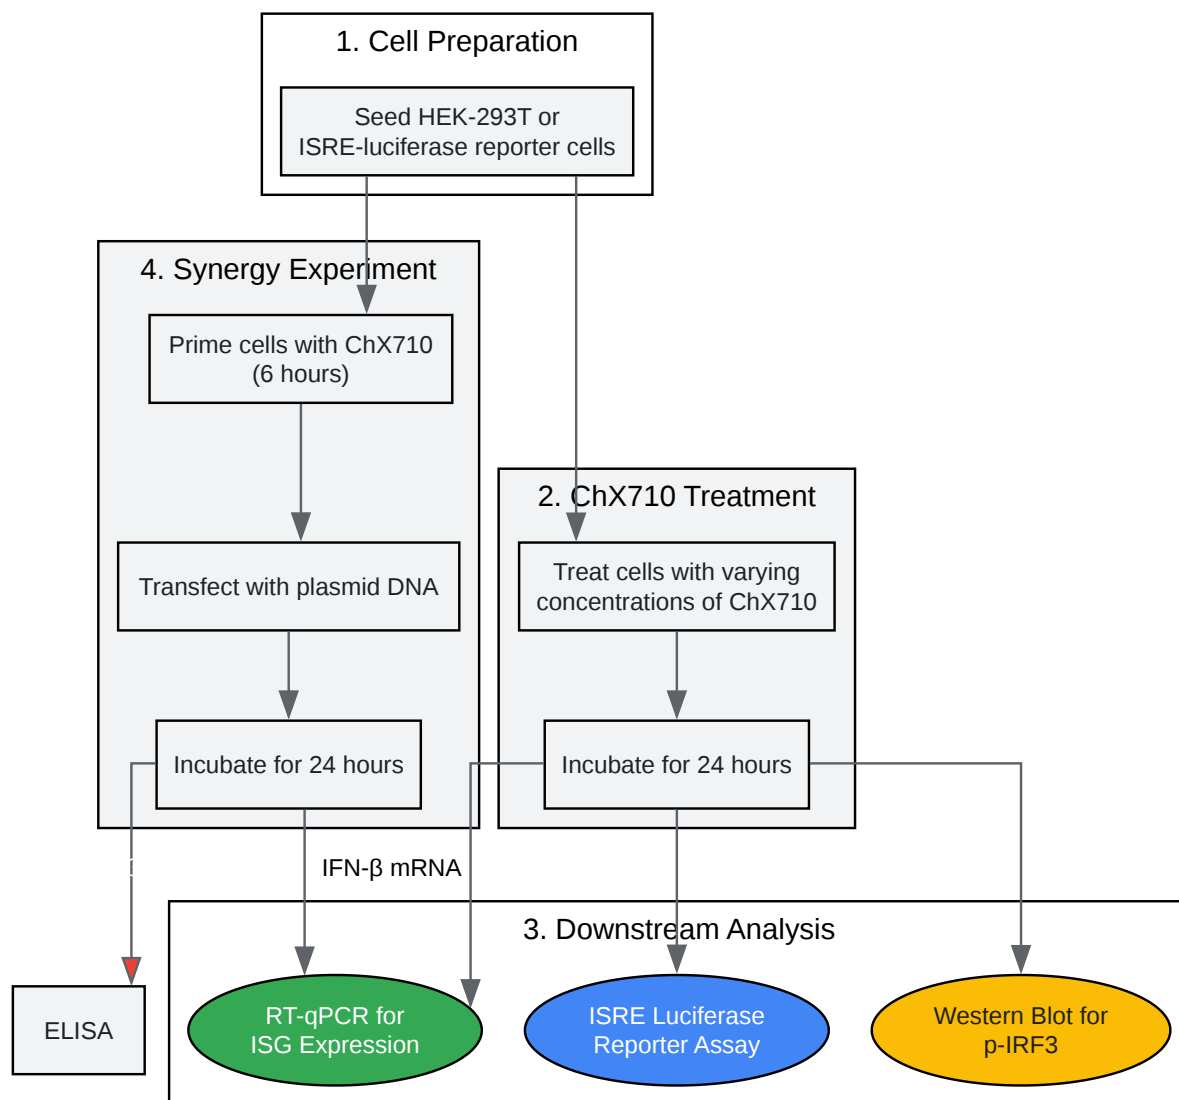 1. Cell Preparation
Seed HEK-293T or
ISRE-luciferase reporter cells
4. Synergy Experiment
Prime cells with ChX710
(6 hours)
Transfect with plasmid DNA
Incubate for 24 hours
2. ChX710 Treatment
Treat cells with varying
concentrations of ChX710
Incubate for 24 hours
IFN-β mRNA
3. Downstream Analysis
ELISA
RT-qPCR for
ISG Expression
ISRE Luciferase
Reporter Assay
Western Blot for
p-IRF3